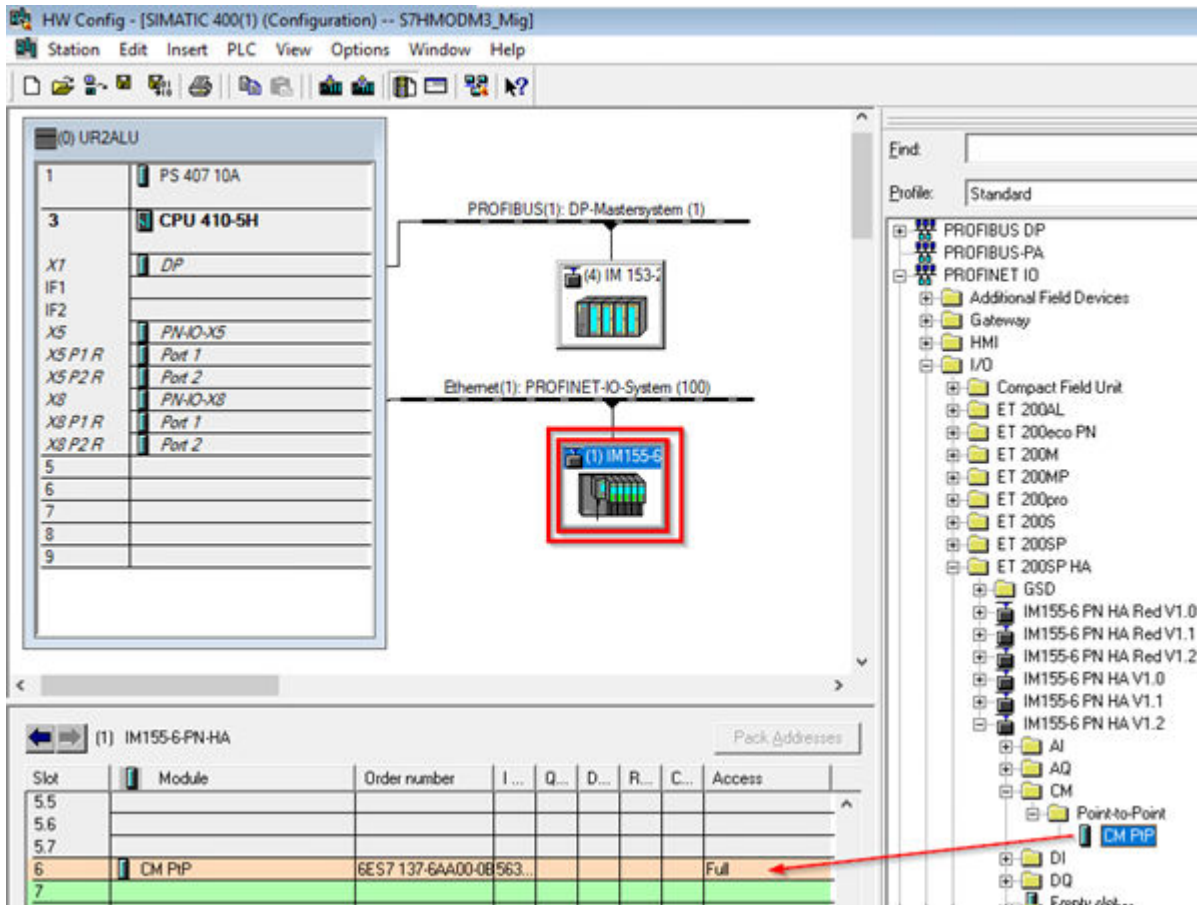 HW Config - [SIMATIC 400(1) (Configuration) -- S7HMODM3_Mig]
Station Edit Insert PLC View Options Window Help
(0) UR2ALU
1 PS 407 10A
3 CPU 410-5H
X1 DP
IF1
IF2
X5 PN-IO-X5
X5 P1 R Port 1
X5 P2 R Port 2
X8 PN-IO-X8
X8 P1 R Port 1
X8 P2 R Port 2
5
6
7
8
9
PROFIBUS(1): DP-Mastersystem (1)
(4) IM 153-2
Ethernet(1): PROFINET-IO-System (100)
(1) IM155-6
Find:
Profile: Standard
PROFIBUS DP
PROFIBUS-PA
PROFINET IO
Additional Field Devices
Gateway
HMI
I/O
Compact Field Unit
ET 200AL
ET 200eco PN
ET 200M
ET 200MP
ET 200pro
ET 200S
ET 200SP
ET 200SP HA
GSD
IM155-6 PN HA Red V1.0
IM155-6 PN HA Red V1.1
IM155-6 PN HA Red V1.2
IM155-6 PN HA V1.0
IM155-6 PN HA V1.1
IM155-6 PN HA V1.2
AI
AQ
CM
Point-to-Point
CM PtP
DI
DQ
Empty slot
(1) IM155-6-PN-HA
Pack Addresses
Slot Module Order number I ... Q... D... R... C... Access
5.5
5.6
5.7
6 CM PtP 6ES7 137-6AA00-0B 563... Full
7